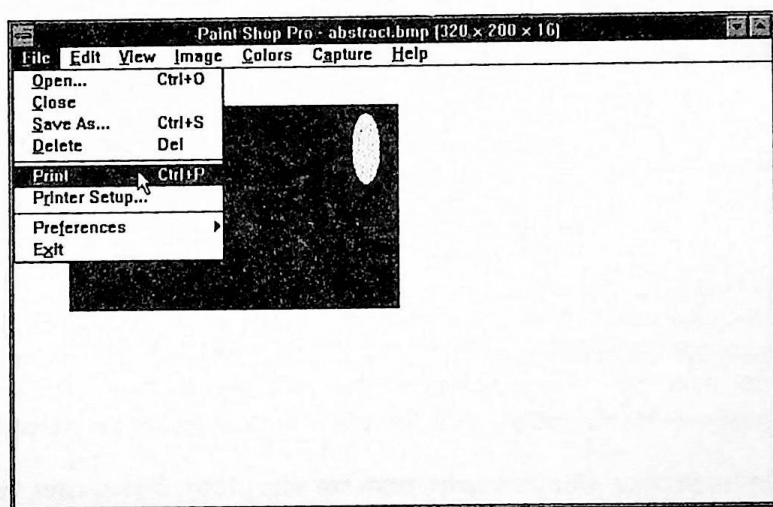 Paint Shop Pro - abstract.bmp (320 x 200 x 16)
File Edit View Image Colors Capture Help
Open... Ctrl+O
Close
Save As... Ctrl+S
Delete Del
Print Ctrl+P
Printer Setup...
Preferences
Exit